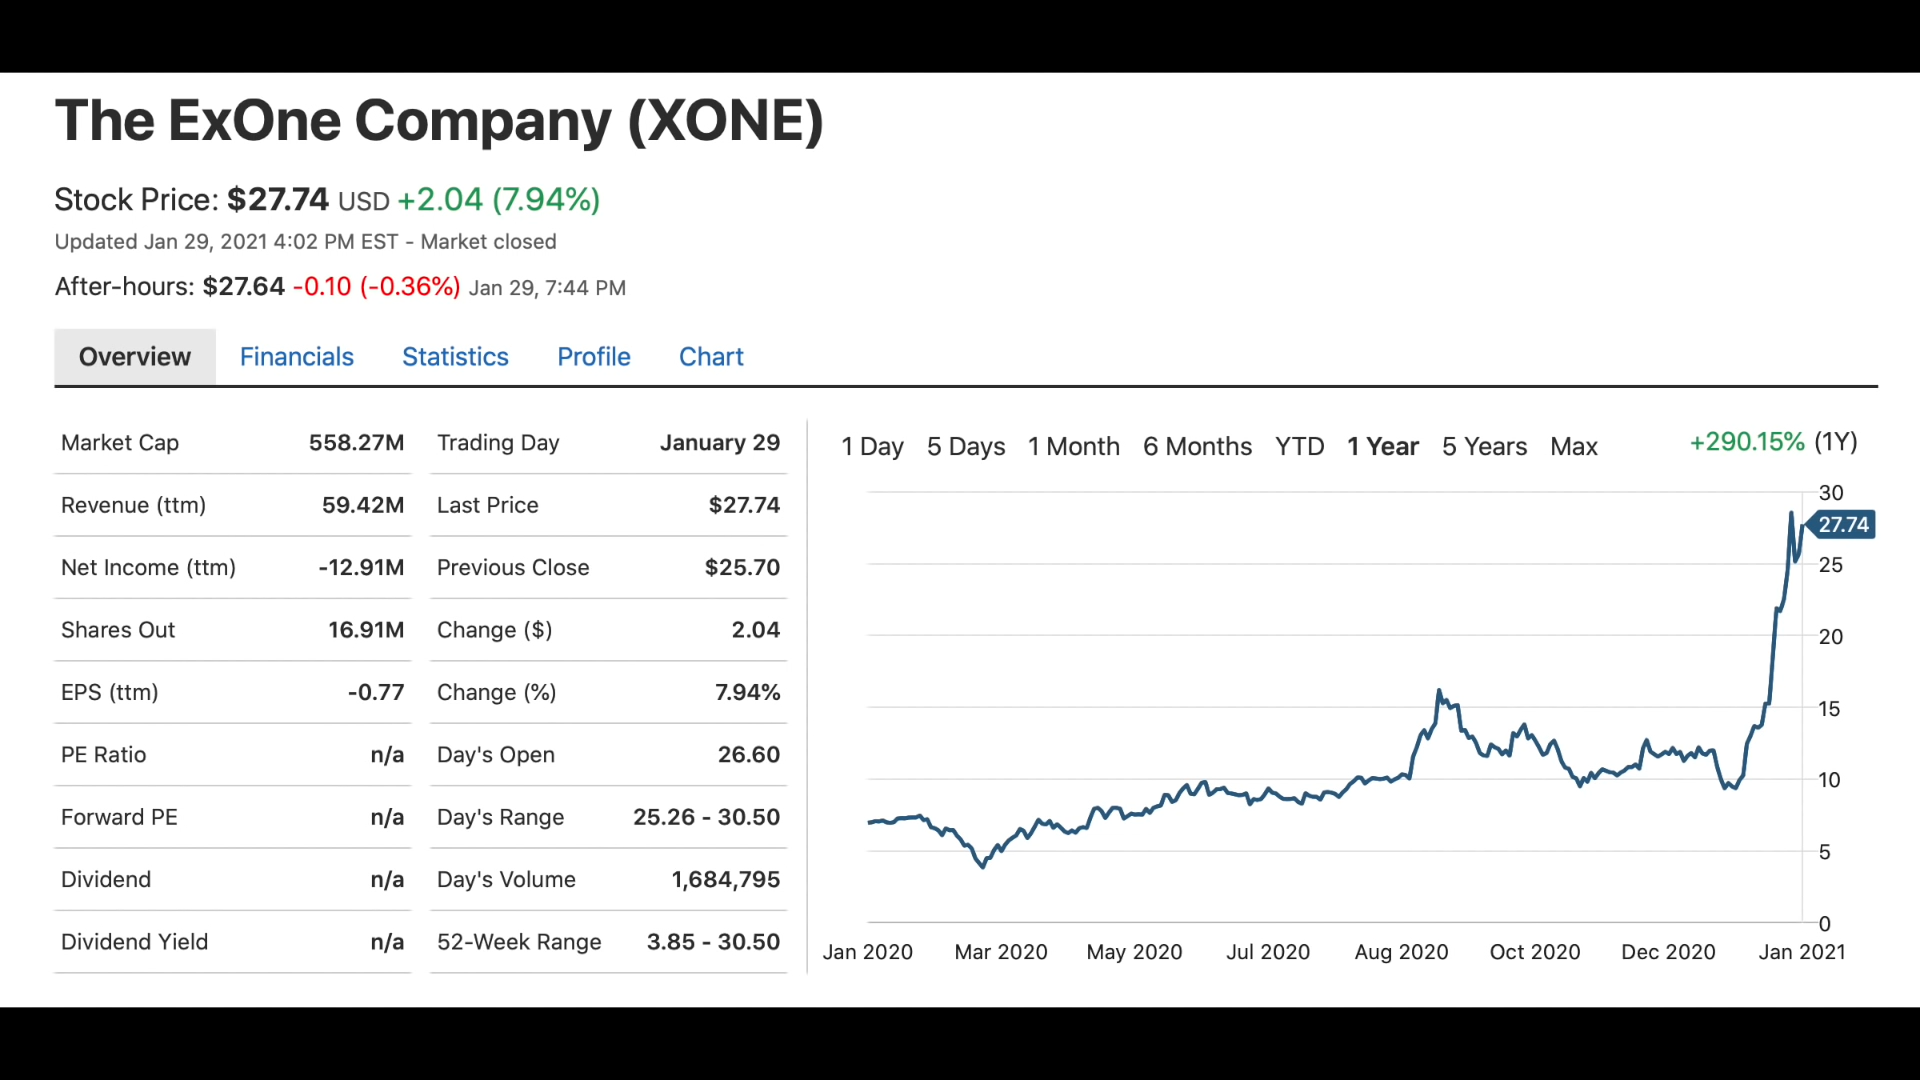 The ExOne Company (XONE)
Stock Price: $27.74 USD +2.04 (7.94%)
Updated Jan 29, 2021 4:02 PM EST - Market closed
After-hours: $27.64 -0.10 (-0.36%) Jan 29, 7:44 PM
Overview Financials Statistics Profile Chart
Market Cap 558.27M
Revenue (ttm) 59.42M
Net Income (ttm) -12.91M
Shares Out 16.91M
EPS (ttm) -0.77
PE Ratio n/a
Forward PE n/a
Dividend n/a
Dividend Yield n/a
Trading Day January 29
Last Price $27.74
Previous Close $25.70
Change ($) 2.04
Change (%) 7.94%
Day's Open 26.60
Day's Range 25.26 - 30.50
Day's Volume 1,684,795
52-Week Range 3.85 - 30.50
1 Day 5 Days 1 Month 6 Months YTD 1 Year 5 Years Max +290.15% (1Y)
30
27.74
25
20
15
10
5
0
Jan 2020 Mar 2020 May 2020 Jul 2020 Aug 2020 Oct 2020 Dec 2020 Jan 2021